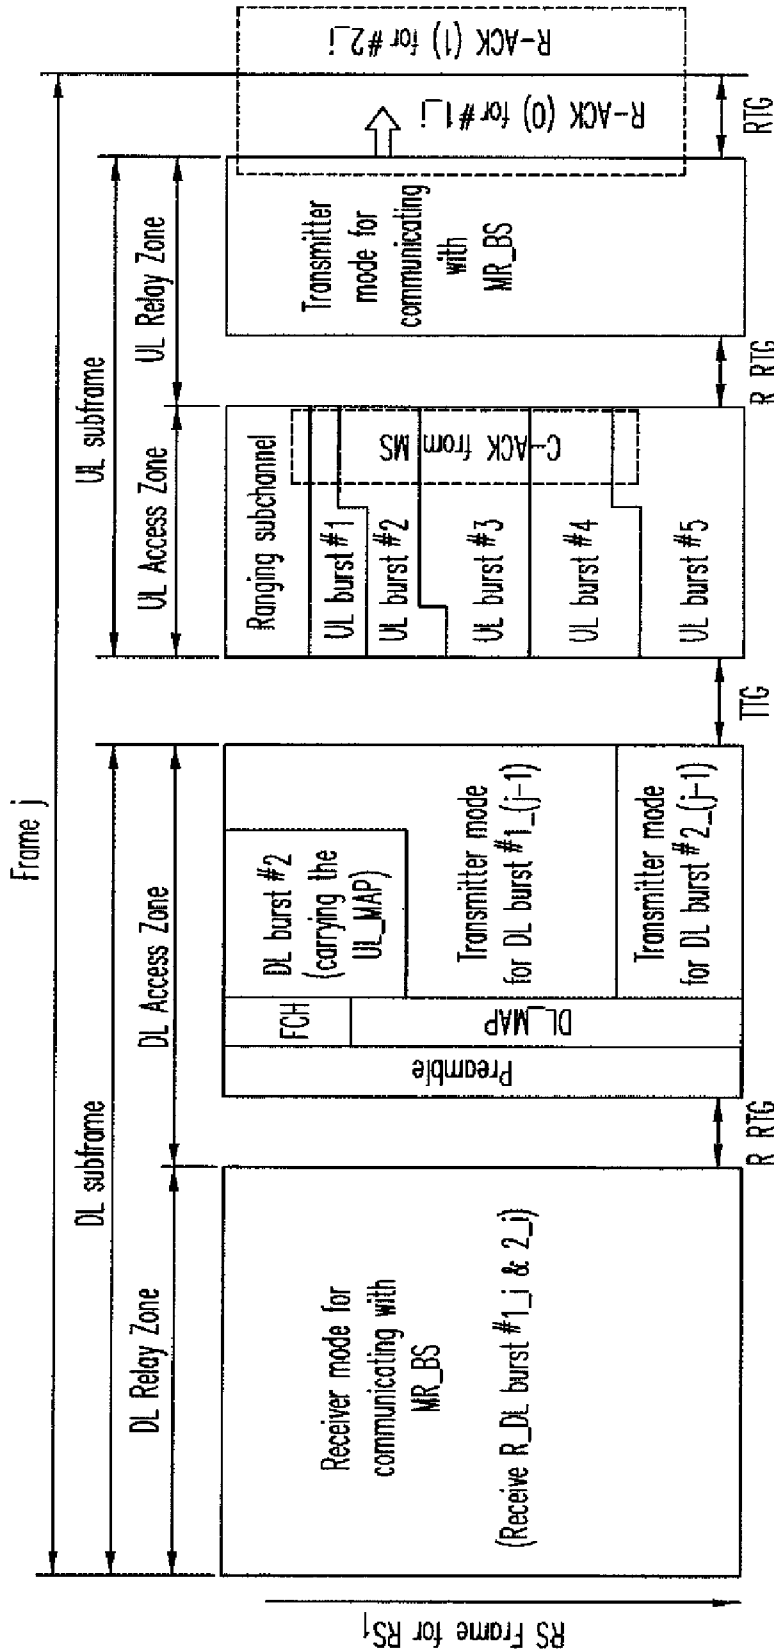 Frame j
DL subframe
UL subframe
DL Relay Zone
DL Access Zone
UL Access Zone
UL Relay Zone
RS Frame for RS1
Receiver mode for
communicating with
MR_BS
(Receive R_DL burst #1_j & 2_j)
R_RTG
Preamble
FCH
DL_MAP
DL burst #2
(carrying the
UL_MAP)
Transmitter mode
for DL burst #1_(j-1)
Transmitter mode
for DL burst #2_(j-1)
TTG
Ranging subchannel
UL burst #1
UL burst #2
UL burst #3
UL burst #4
UL burst #5
C-ACK from MS
R_RTG
Transmitter
mode for
communicating
with
MR_BS
R-ACK (0) for #1_j
R-ACK (1) for #2_j
RTG